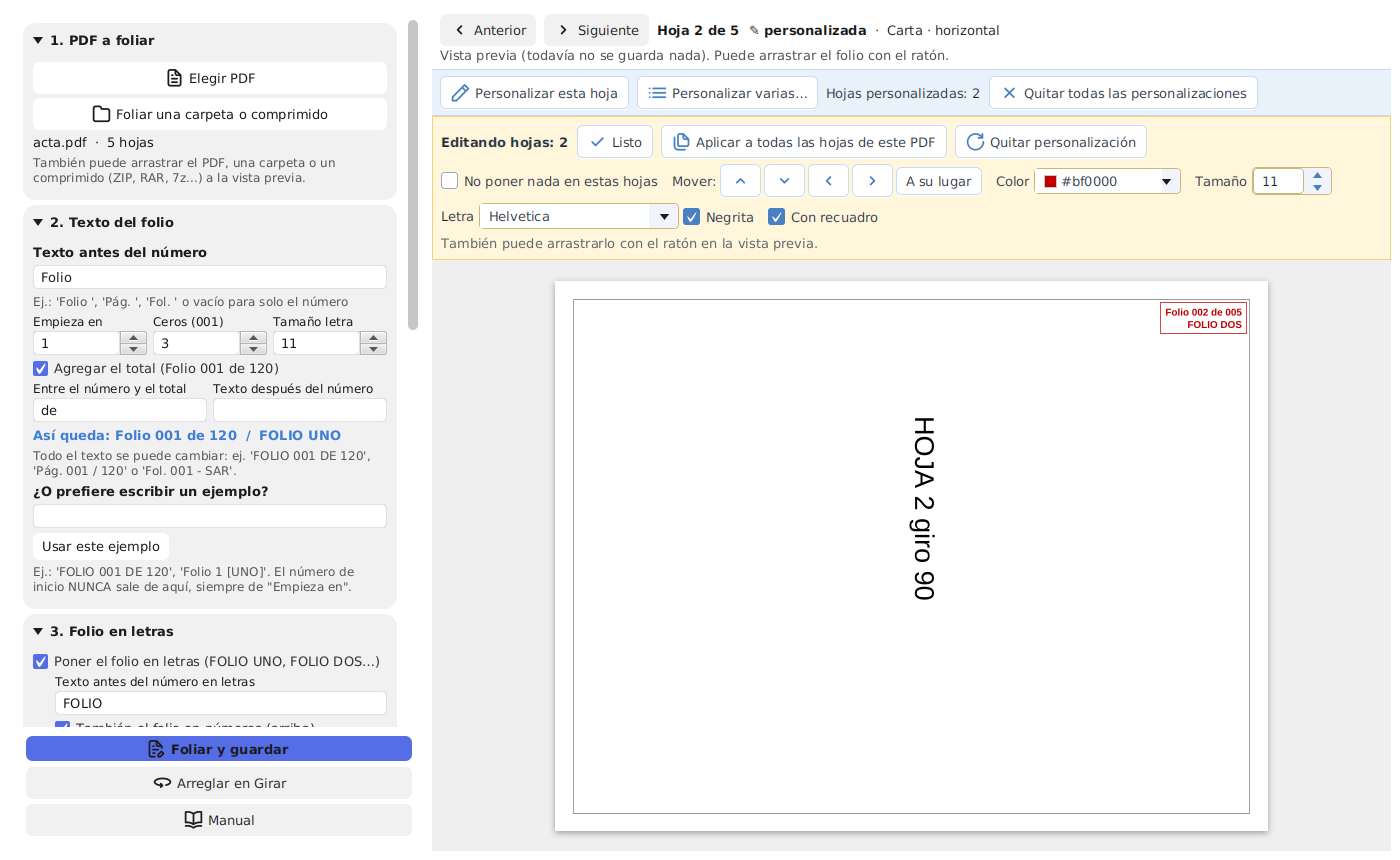 1. PDF a foliar
Elegir PDF
Foliar una carpeta o comprimido
acta.pdf · 5 hojas
También puede arrastrar el PDF, una carpeta o un
comprimido (ZIP, RAR, 7z...) a la vista previa.
2. Texto del folio
Texto antes del número
Folio
Ej.: 'Folio ', 'Pág. ', 'Fol. ' o vacío para solo el número
Empieza en Ceros (001) Tamaño letra
1 3 11
Agregar el total (Folio 001 de 120)
Entre el número y el total Texto después del número
de
Así queda: Folio 001 de 120 / FOLIO UNO
Todo el texto se puede cambiar: ej. 'FOLIO 001 DE 120',
'Pág. 001 / 120' o 'Fol. 001 - SAR'.
¿O prefiere escribir un ejemplo?
Usar este ejemplo
Ej.: 'FOLIO 001 DE 120', 'Folio 1 [UNO]'. El número de
inicio NUNCA sale de aquí, siempre de "Empieza en".
3. Folio en letras
Poner el folio en letras (FOLIO UNO, FOLIO DOS...)
Texto antes del número en letras
FOLIO
También el folio en números (arriba)
Foliar y guardar
Arreglar en Girar
Manual
Anterior Siguiente Hoja 2 de 5 ✎ personalizada · Carta · horizontal
Vista previa (todavía no se guarda nada). Puede arrastrar el folio con el ratón.
Personalizar esta hoja Personalizar varias... Hojas personalizadas: 2 Quitar todas las personalizaciones
Editando hojas: 2 Listo Aplicar a todas las hojas de este PDF Quitar personalización
No poner nada en estas hojas Mover: A su lugar Color #bf0000 Tamaño 11
Letra Helvetica Negrita Con recuadro
También puede arrastrarlo con el ratón en la vista previa.
Folio 002 de 005
FOLIO DOS
HOJA 2 giro 90